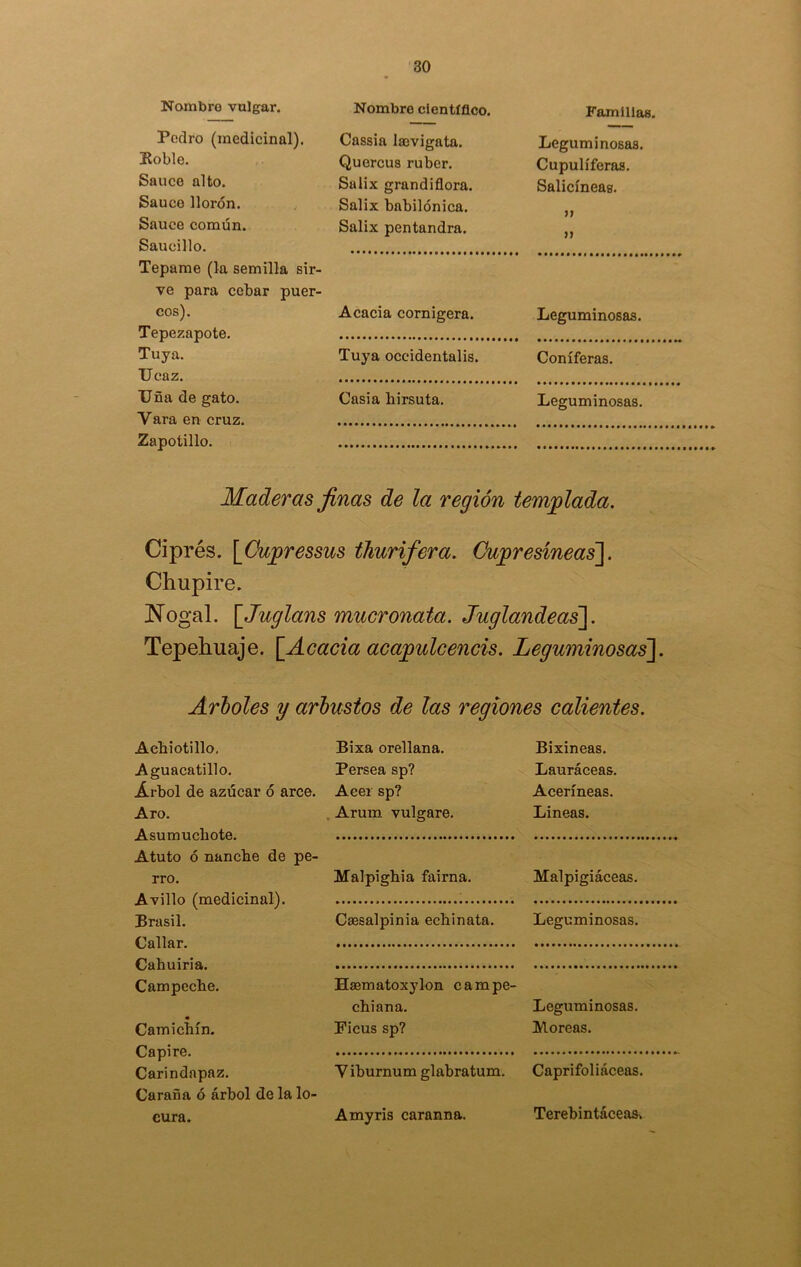 30
Nombre vulgar. Nombre científico. Familias.
Pedro (medicinal). Cassia lævigata. Leguminosas.
Roble. Quercus ruber. Cupulíferas.
Sauce alto. Salix grandiflora. Salicíneas.
Sauce llorón. Salix babilónica. „
Sauce común. Salix pentandra. „
Saucillo. ........................................ ........................................
Tepame (la semilla sir-
ve para cebar puer-
cos). Acacia cornigera. Leguminosas.
Tepezapote. ........................................ ........................................
Tuya. Tuya occidentalis. Coníferas.
Ucaz. ........................................ ........................................
Uña de gato. Casia hirsuta. Leguminosas.
Vara en cruz. ........................................ ........................................
Zapotillo. ........................................ ........................................
Maderas finas de la región templada.
Ciprés. [Cupressus thurifera. Cupresíneas].
Chupire.
Nogal. [Juglans mucronata. Juglandeas].
Tepehuaje. [Acacia acapulcencis. Leguminosas].
Arboles y arbustos de las regiones calientes.
Achiotillo. Bixa orellana. Bixineas.
Aguacatillo. Persea sp? Lauráceas.
Árbol de azúcar ó arce. Acer sp? Aceríneas.
Aro. Arum vulgare. Lineas.
Asumuchote. ........................................ ........................................
Atuto ó nanche de pe-
rro. Malpighia fairna. Malpigiáceas.
Avillo (medicinal). ........................................ ........................................
Brasil. Cæsalpinia echinata. Leguminosas.
Callar. ........................................ ........................................
Cahuiria. ........................................ ........................................
Campeche. Hæmatoxylon campe-
chiana. Leguminosas.
Camichín. Ficus sp? Moreas.
Capire. ........................................ ........................................
Carindapaz. Viburnum glabratum. Caprifoliáceas.
Caraña ó árbol de la lo-
cura. Amyris caranna. Terebintáceas.